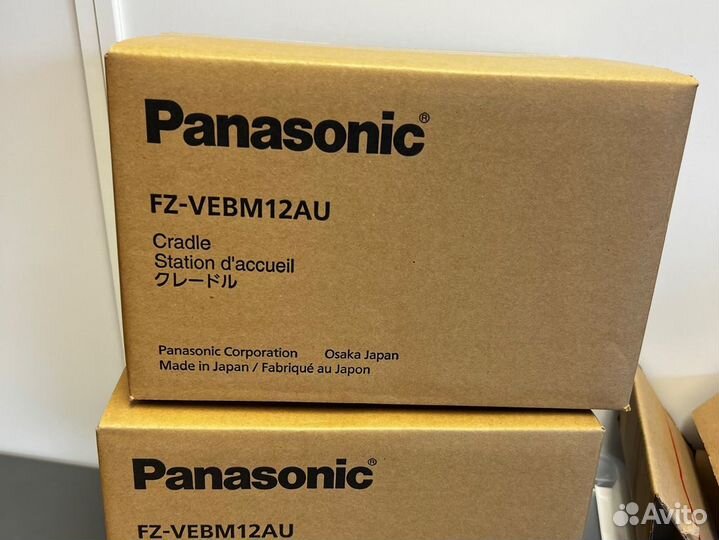 Panasonic®
FZ-VEBM12AU
Cradle
Station d'accueil
クレードル
Panasonic Corporation Osaka Japan
Made in Japan / Fabriqué au Japon
Panasonic®
FZ-VEBM12AU
Avito